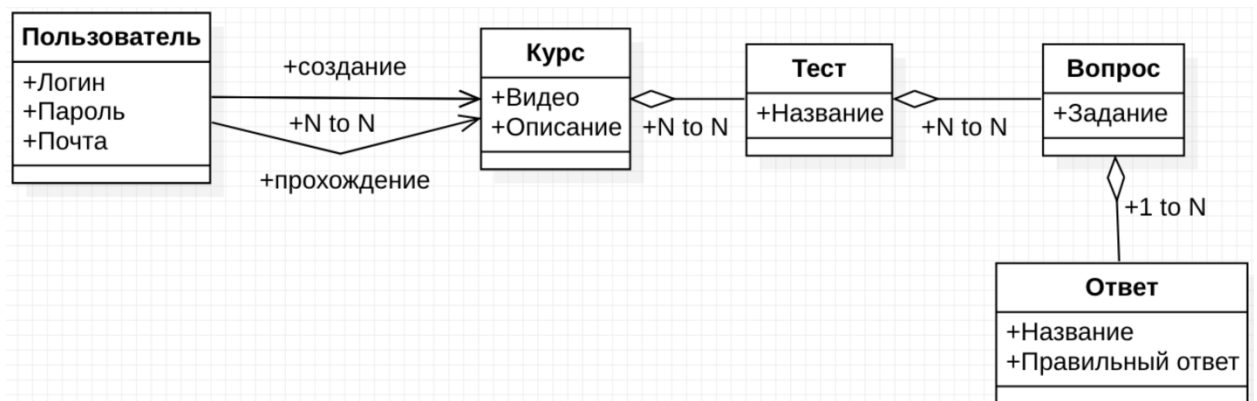 Пользователь
+Логин
+Пароль
+Почта
+создание
+N to N
+прохождение
Курс
+Видео
+Описание
+N to N
Тест
+Название
+N to N
Вопрос
+Задание
+1 to N
Ответ
+Название
+Правильный ответ